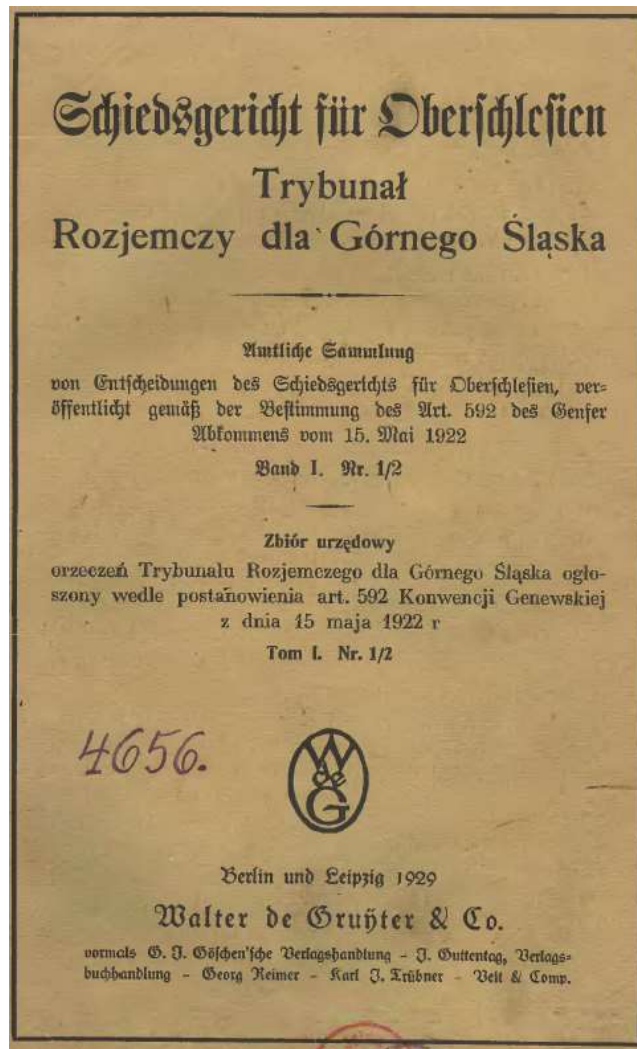 Schiedsgericht für Oberschlesien
Trybunał
Rozjemczy dla Górnego Śląska
Amtliche Sammlung
von Entscheidungen des Schiedsgerichts für Oberschlesien, ver=
öffentlicht gemäß der Bestimmung des Art. 592 des Genfer
Abkommens vom 15. Mai 1922
Band I. Nr. 1/2
Zbiór urzędowy
orzeczeń Trybunalu Rozjemczego dla Górnego Śląska ogło-
szony wedle postanowienia art. 592 Konwencji Genewskiej
z dnia 15 maja 1922 r
Tom I. Nr. 1/2
4656.
W de G
Berlin und Leipzig 1929
Walter de Gruyter & Co.
vormals G. J. Göschen'sche Verlagshandlung - J. Guttentag, Verlags=
buchhandlung - Georg Reimer - Karl J. Trübner - Veit & Comp.